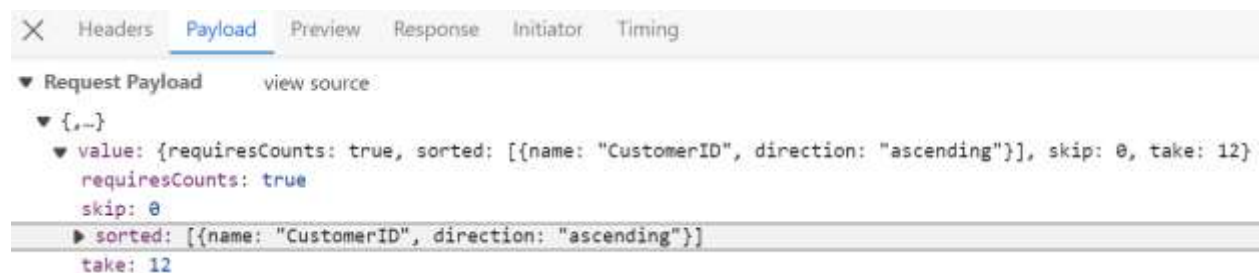 Headers Payload Preview Response Initiator Timing
Request Payload view source
{,…}
value: {requiresCounts: true, sorted: [{name: "CustomerID", direction: "ascending"}], skip: 0, take: 12}
requiresCounts: true
skip: 0
sorted: [{name: "CustomerID", direction: "ascending"}]
take: 12